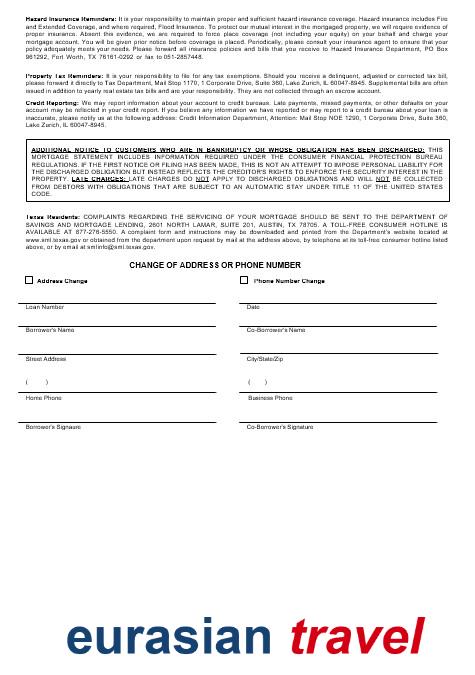 Hazard Insurance Reminders: It is your responsibility to maintain proper and sufficient hazard insurance coverage. Hazard insurance includes Fire
and Extended Coverage, and where required, Flood Insurance. To protect our mutual interest in the mortgaged property, we will require evidence of
proper insurance. Absent this evidence, we are required to force place coverage (not including your equity) on your behalf and charge your
mortgage account. You will be given prior notice before coverage is placed. Periodically, please consult your insurance agent to ensure that your
policy adequately meets your needs. Please forward all insurance policies and bills that you receive to Hazard Insurance Department, PO Box
961292, Fort Worth, TX 76161-0292 or fax to 051-2857448.
Property Tax Reminders: It is your responsibility to file for any tax exemptions. Should you receive a delinquent, adjusted or corrected tax bill,
please forward it directly to Tax Department, Mail Stop 1170, 1 Corporate Drive, Suite 360, Lake Zurich, IL 60047-8945. Supplemental bills are often
issued in addition to yearly real estate tax bills and are your responsibility. They are not collected through an escrow account.
Credit Reporting: We may report information about your account to credit bureaus. Late payments, missed payments, or other defaults on your
account may be reflected in your credit report. If you believe the information we have reported to a credit bureau about your loan is
inaccurate, please notify us at the following address: Credit Information Department, Attention: Mail Stop NOE 1290, 1 Corporate Drive, Suite 360,
Lake Zurich, IL 60047-8945.
ADDITIONAL NOTICE TO CUSTOMERS WHO ARE IN BANKRUPTCY OR WHOSE OBLIGATION HAS BEEN DISCHARGED: THIS
MORTGAGE STATEMENT INCLUDES INFORMATION REQUIRED UNDER THE CONSUMER FINANCIAL PROTECTION BUREAU
REGULATIONS. IF THE FIRST NOTICE OR FILING HAS BEEN MADE, THIS IS NOT AN ATTEMPT TO IMPOSE PERSONAL LIABILITY FOR
THE DISCHARGED OBLIGATION BUT INSTEAD REFLECTS THE CREDITOR'S RIGHTS TO ENFORCE THE SECURITY INTEREST IN THE
PROPERTY. LATE CHARGES: LATE CHARGES DO NOT APPLY TO DISCHARGED OBLIGATIONS AND WILL NOT BE COLLECTED
FROM DEBTORS WITH OBLIGATIONS THAT ARE SUBJECT TO AN AUTOMATIC STAY UNDER TITLE 11 OF THE UNITED STATES
CODE.
Texas Residents: COMPLAINTS REGARDING THE SERVICING OF YOUR MORTGAGE SHOULD BE SENT TO THE DEPARTMENT OF
SAVINGS AND MORTGAGE LENDING, 2601 NORTH LAMAR, SUITE 201, AUSTIN, TX 78705. A TOLL-FREE CONSUMER HOTLINE IS
AVAILABLE AT 877-276-5550. A complaint form and instructions may be downloaded and printed from the Department's website located at
www.sml.texas.gov or obtained from the department upon request by mail at the address above, by telephone at its toll-free consumer hotline listed
above, or by email at smlinfo@sml.texas.gov.
CHANGE OF ADDRESS OR PHONE NUMBER
Address Change Phone Number Change
Loan Number Date
Borrower's Name Co-Borrower's Name
Street Address City/State/Zip
( ) ( )
Home Phone Business Phone
Borrower's Signaure Co-Borrower's Signature
eurasian travel